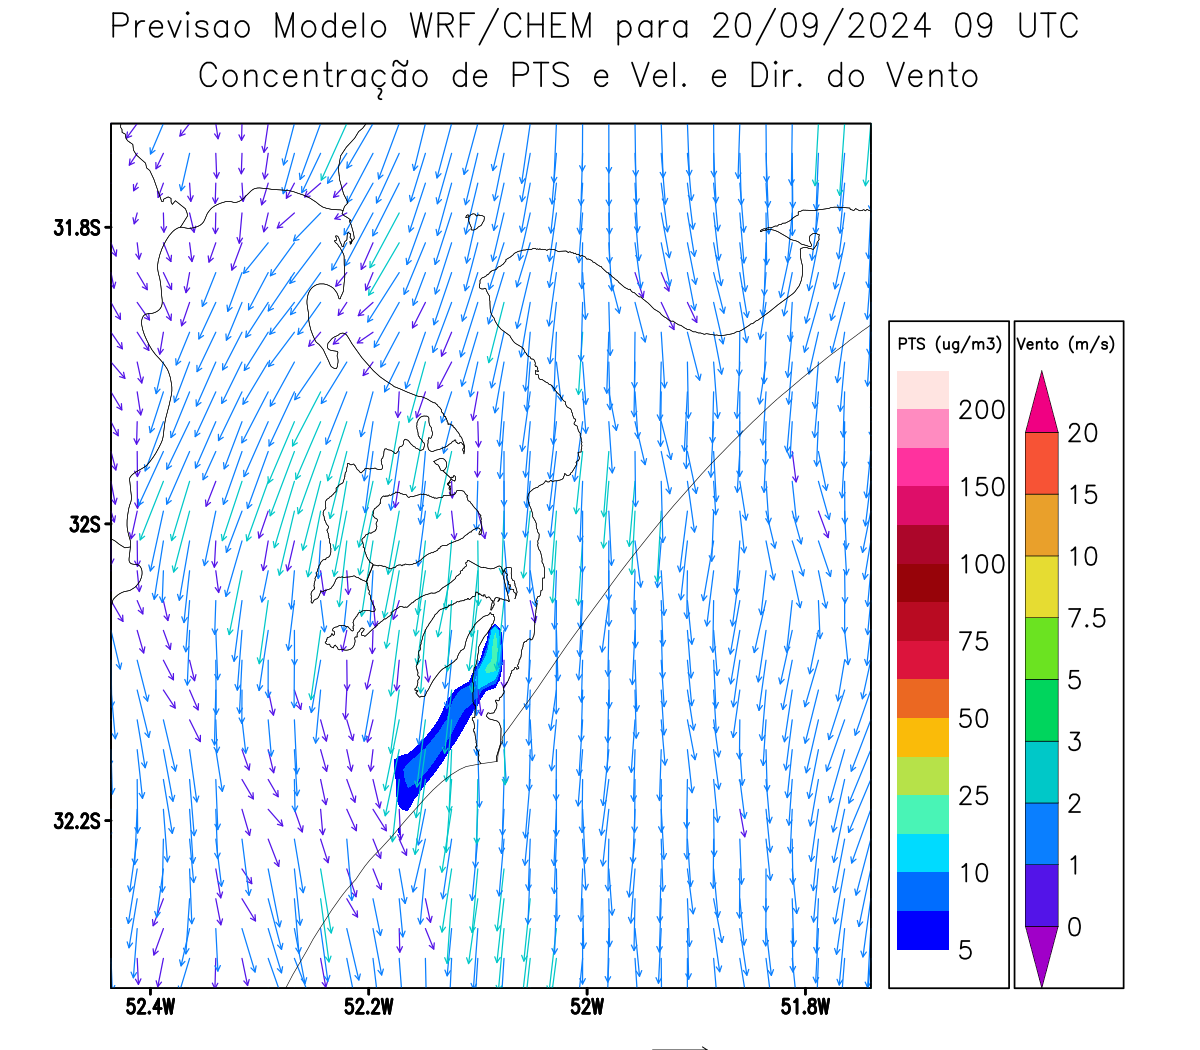 Previsao Modelo WRF/CHEM para 20/09/2024 09 UTC
Concentração de PTS e Vel. e Dir. do Vento
31.8S
32S
32.2S
52.4W
52.2W
52W
51.8W
PTS (ug/m3)
200
150
100
75
50
25
10
5
Vento (m/s)
20
15
10
7.5
5
3
2
1
0